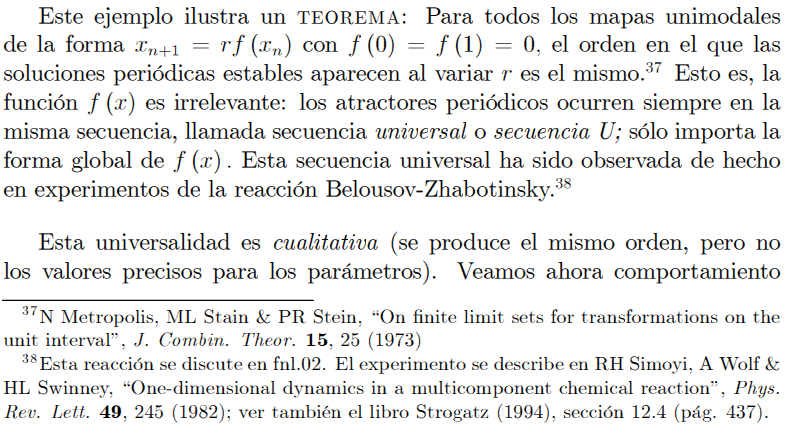 Este ejemplo ilustra un TEOREMA: Para todos los mapas unimodales
de la forma xₙ₊₁ = rf (xₙ) con f (0) = f (1) = 0, el orden en el que las
soluciones periódicas estables aparecen al variar r es el mismo.³⁷ Esto es, la
función f (x) es irrelevante: los atractores periódicos ocurren siempre en la
misma secuencia, llamada secuencia universal o secuencia U; sólo importa la
forma global de f (x) . Esta secuencia universal ha sido observada de hecho
en experimentos de la reacción Belousov-Zhabotinsky.³⁸
Esta universalidad es cualitativa (se produce el mismo orden, pero no
los valores precisos para los parámetros). Veamos ahora comportamiento
³⁷N Metropolis, ML Stain & PR Stein, “On finite limit sets for transformations on the
unit interval”, J. Combin. Theor. 15, 25 (1973)
³⁸Esta reacción se discute en fnl.02. El experimento se describe en RH Simoyi, A Wolf &
HL Swinney, “One-dimensional dynamics in a multicomponent chemical reaction”, Phys.
Rev. Lett. 49, 245 (1982); ver también el libro Strogatz (1994), sección 12.4 (pág. 437).